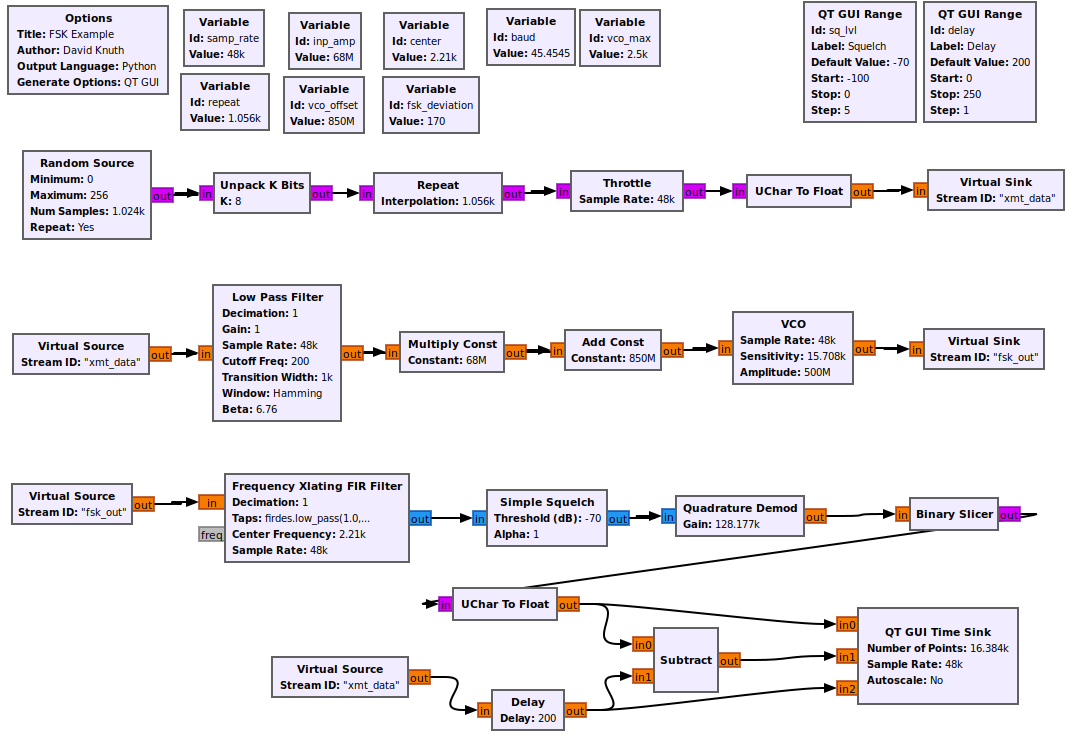 Options
Title: FSK Example
Author: David Knuth
Output Language: Python
Generate Options: QT GUI
Variable
Id: samp_rate
Value: 48k
Variable
Id: inp_amp
Value: 68M
Variable
Id: center
Value: 2.21k
Variable
Id: baud
Value: 45.4545
Variable
Id: vco_max
Value: 2.5k
QT GUI Range
Id: sq_lvl
Label: Squelch
Default Value: -70
Start: -100
Stop: 0
Step: 5
QT GUI Range
Id: delay
Label: Delay
Default Value: 200
Start: 0
Stop: 250
Step: 1
Variable
Id: repeat
Value: 1.056k
Variable
Id: vco_offset
Value: 850M
Variable
Id: fsk_deviation
Value: 170
Random Source
Minimum: 0
Maximum: 256
Num Samples: 1.024k
Repeat: Yes
out
in
Unpack K Bits
K: 8
out
in
Repeat
Interpolation: 1.056k
out
in
Throttle
Sample Rate: 48k
out
in
UChar To Float
out
in
Virtual Sink
Stream ID: "xmt_data"
Virtual Source
Stream ID: "xmt_data"
out
in
Low Pass Filter
Decimation: 1
Gain: 1
Sample Rate: 48k
Cutoff Freq: 200
Transition Width: 1k
Window: Hamming
Beta: 6.76
out
in
Multiply Const
Constant: 68M
out
in
Add Const
Constant: 850M
out
in
VCO
Sample Rate: 48k
Sensitivity: 15.708k
Amplitude: 500M
out
in
Virtual Sink
Stream ID: "fsk_out"
Virtual Source
Stream ID: "fsk_out"
out
in
freq
Frequency Xlating FIR Filter
Decimation: 1
Taps: firdes.low_pass(1.0,...
Center Frequency: 2.21k
Sample Rate: 48k
out
in
Simple Squelch
Threshold (dB): -70
Alpha: 1
out
in
Quadrature Demod
Gain: 128.177k
out
in
Binary Slicer
out
in
UChar To Float
out
Virtual Source
Stream ID: "xmt_data"
out
in
Delay
Delay: 200
out
in0
in1
Subtract
out
in0
in1
in2
QT GUI Time Sink
Number of Points: 16.384k
Sample Rate: 48k
Autoscale: No